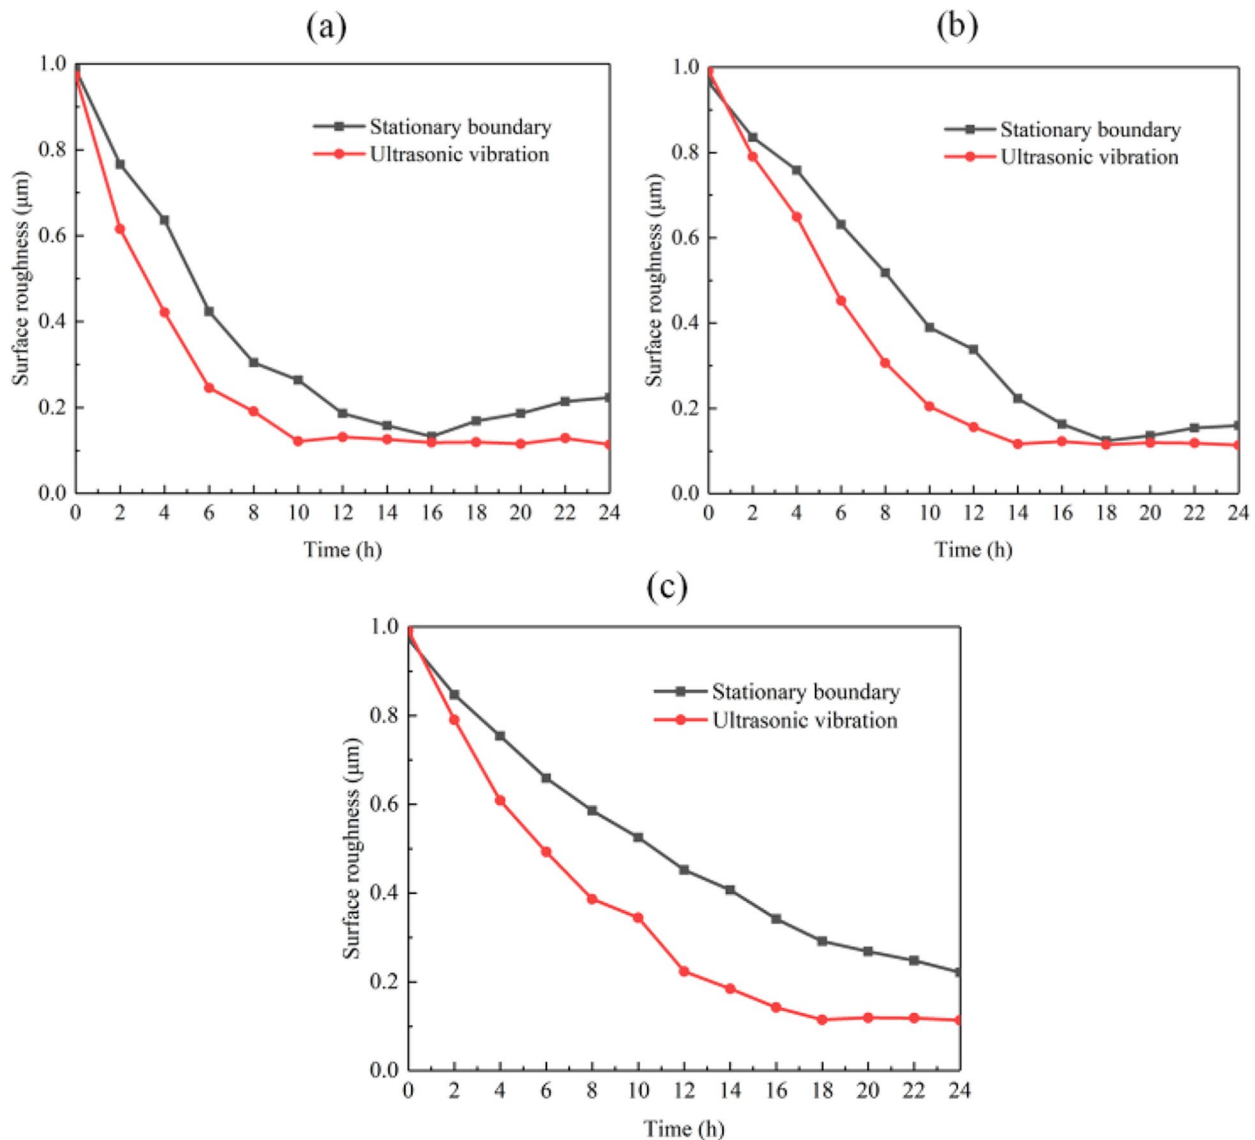 (a)
1.0
0.8
0.6
0.4
0.2
0.0
Surface roughness (μm)
Stationary boundary
Ultrasonic vibration
0 2 4 6 8 10 12 14 16 18 20 22 24
Time (h)
(b)
1.0
0.8
0.6
0.4
0.2
0.0
Surface roughness (μm)
Stationary boundary
Ultrasonic vibration
0 2 4 6 8 10 12 14 16 18 20 22 24
Time (h)
(c)
1.0
0.8
0.6
0.4
0.2
0.0
Surface roughness (μm)
Stationary boundary
Ultrasonic vibration
0 2 4 6 8 10 12 14 16 18 20 22 24
Time (h)